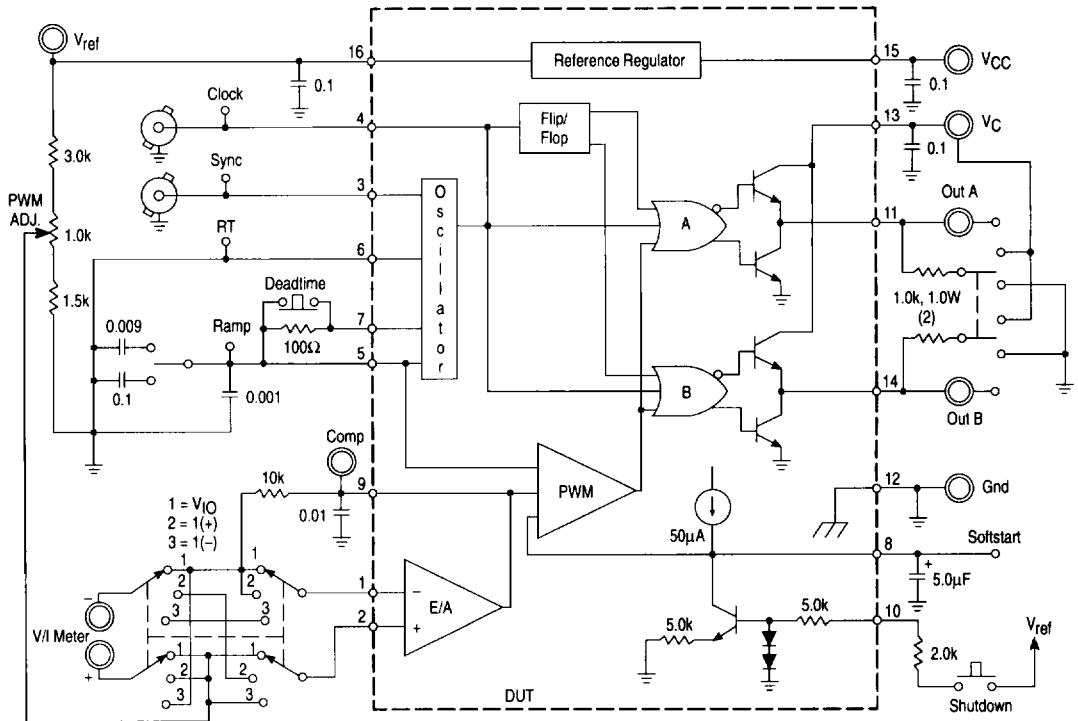 Vref
16
Reference Regulator
15
VCC
0.1
0.1
Clock
4
Flip/
Flop
13
VC
0.1
3.0k
Sync
3
Oscillator
A
11
Out A
PWM
ADJ.
1.0k
RT
6
1.0k, 1.0W
(2)
1.5k
Deadtime
7
100Ω
0.009
Ramp
5
0.1
0.001
B
14
Out B
Comp
10k
9
0.01
PWM
12
Gnd
1 = VIO
2 = 1(+)
3 = 1(–)
50µA
8
Softstart
+
5.0µF
1
1
2
2
3
3
–
V/I Meter
+
1
–
E/A
2
+
5.0k
5.0k
10
Vref
2.0k
1
1
2
2
3
3
DUT
Shutdown